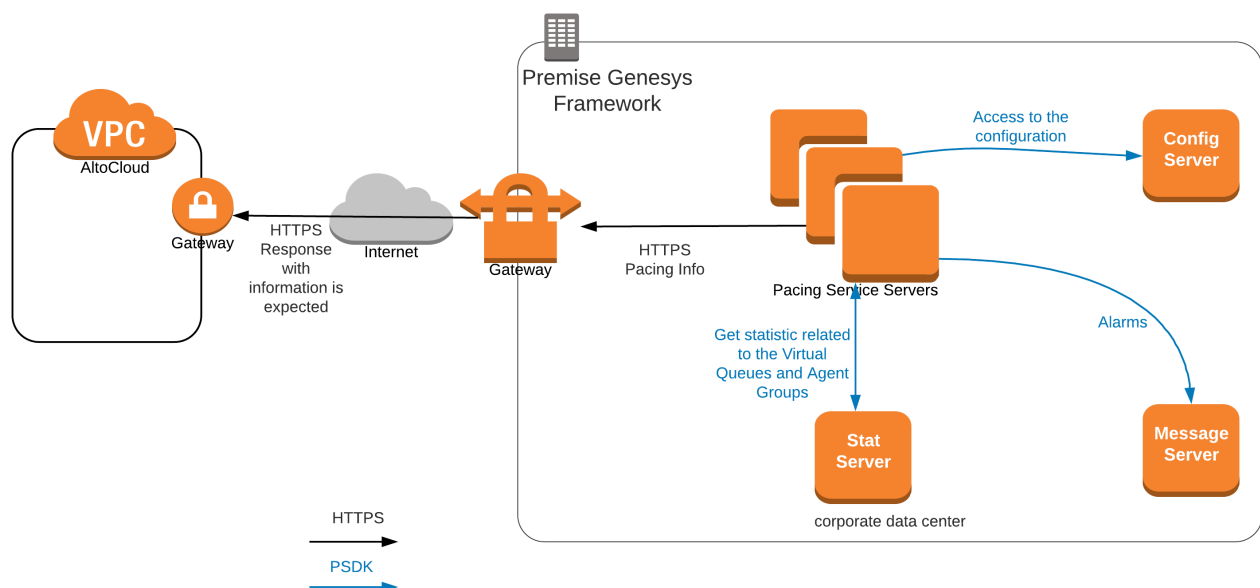 Premise Genesys
Framework
VPC
AltoCloud
Gateway
HTTPS
Response
with
information is
expected
Internet
Gateway
HTTPS
Pacing Info
Pacing Service Servers
Access to the
configuration
Config
Server
Alarms
Get statistic related
to the Virtual
Queues and Agent
Groups
Stat
Server
Message
Server
corporate data center
HTTPS
PSDK